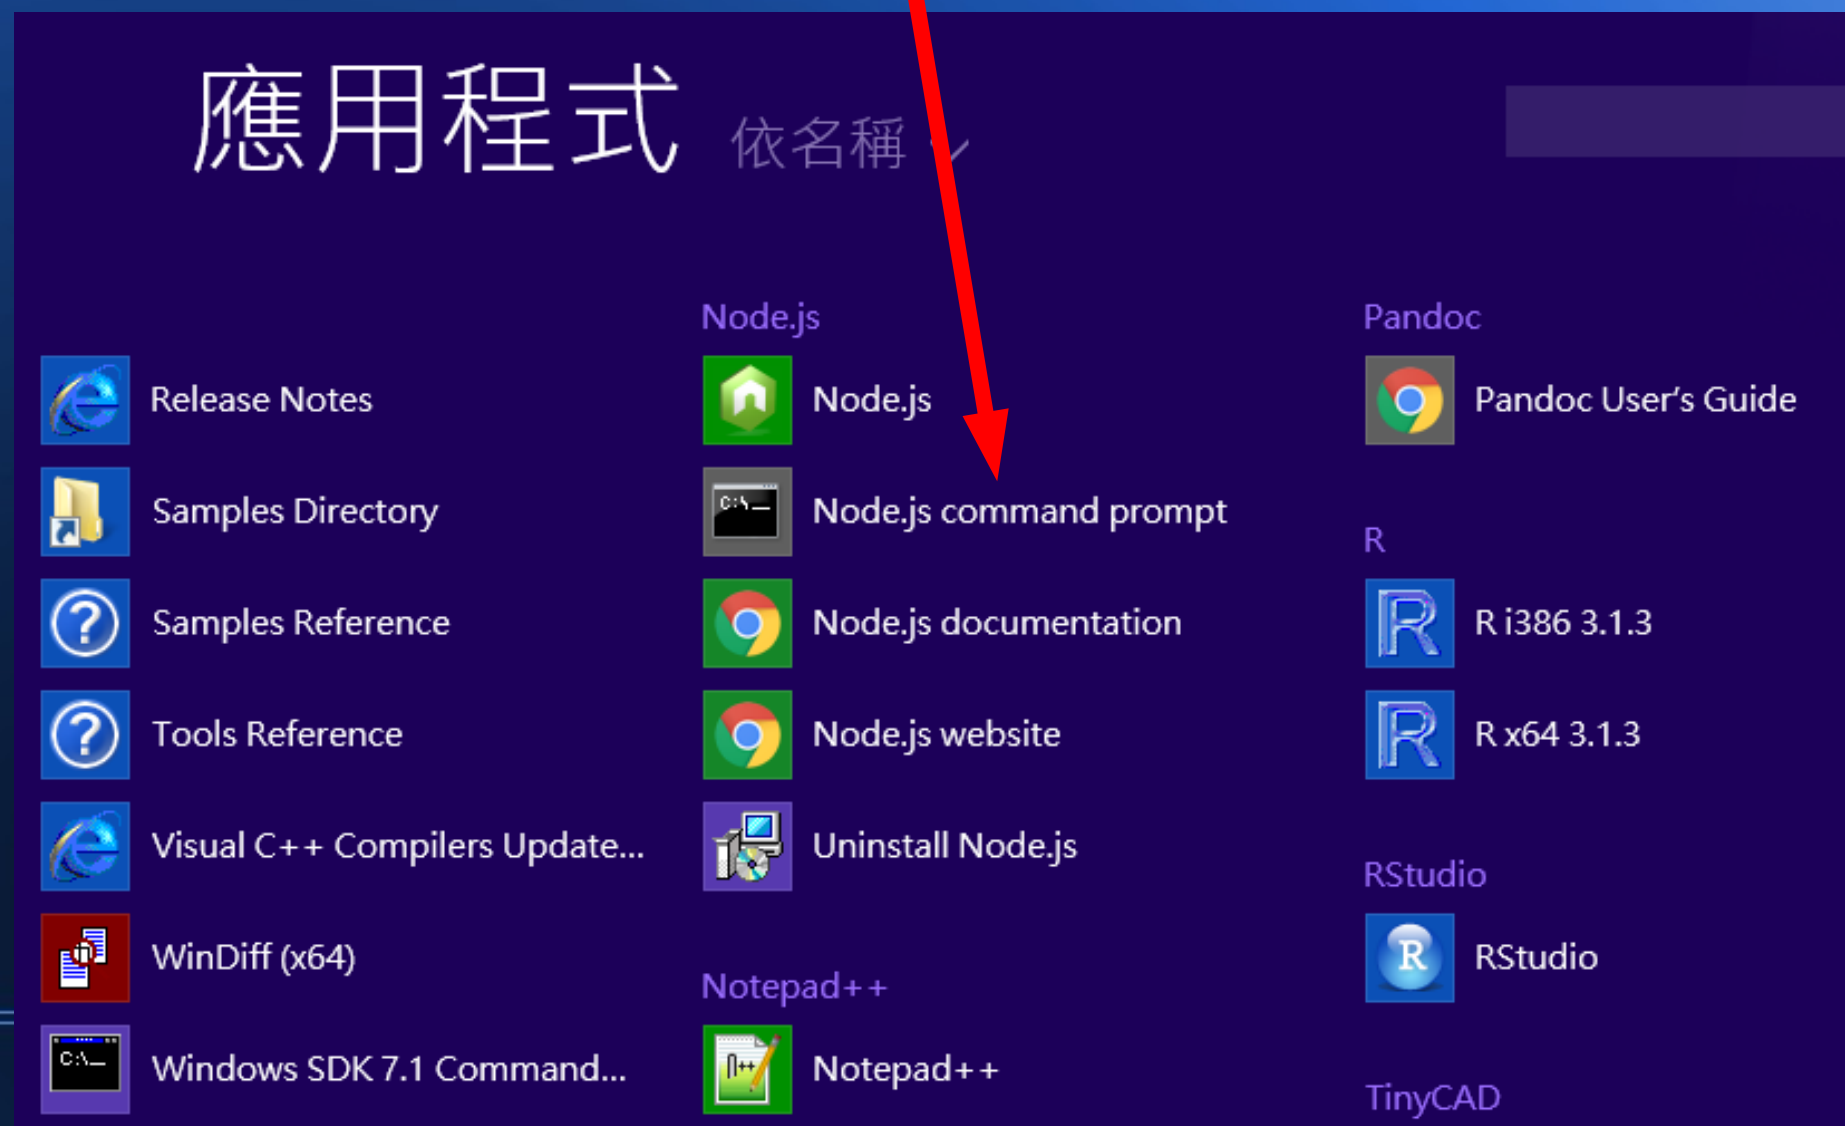 應用程式 依名稱
Release Notes
Samples Directory
Samples Reference
Tools Reference
Visual C++ Compilers Update...
WinDiff (x64)
Windows SDK 7.1 Command...
Node.js
Node.js
Node.js command prompt
Node.js documentation
Node.js website
Uninstall Node.js
Notepad++
Notepad++
Pandoc
Pandoc User's Guide
R
R i386 3.1.3
R x64 3.1.3
RStudio
RStudio
TinyCAD